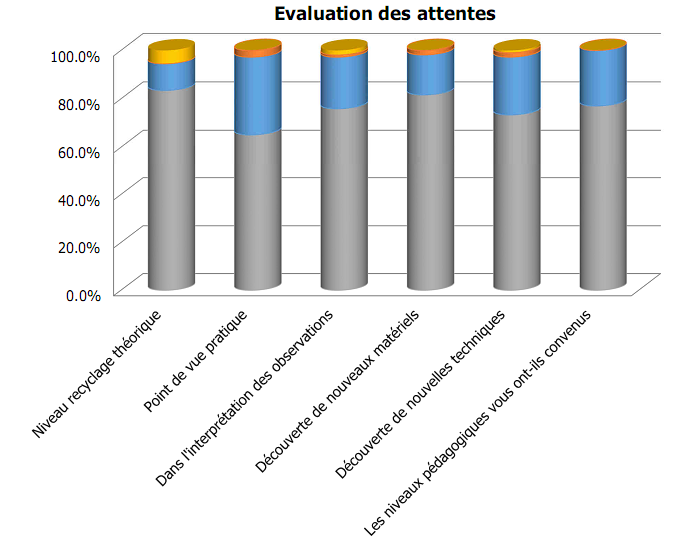 Evaluation des attentes
100.0%
80.0%
60.0%
40.0%
20.0%
0.0%
Niveau recyclage théorique
Point de vue pratique
Dans l'interprétation des observations
Découverte de nouveaux matériels
Découverte de nouvelles techniques
Les niveaux pédagogiques vous ont-ils convenus